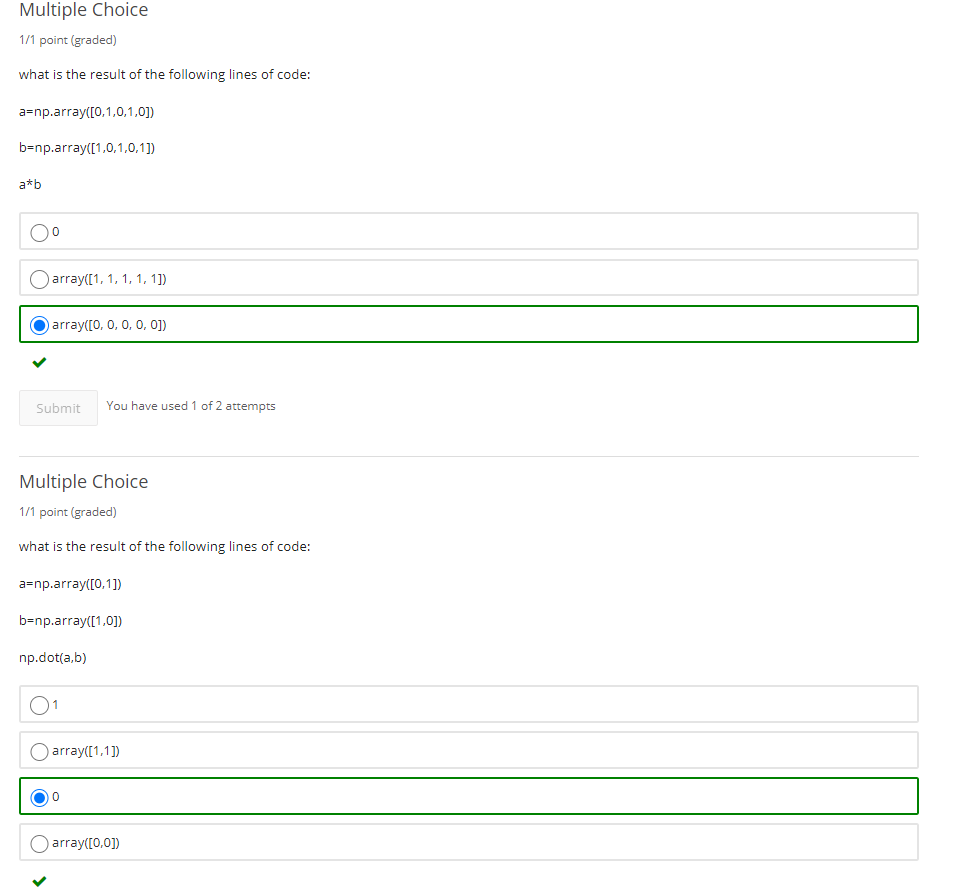 Multiple Choice
1/1 point (graded)
what is the result of the following lines of code:
a=np.array([0,1,0,1,0])
b=np.array([1,0,1,0,1])
a*b
0
array([1, 1, 1, 1, 1])
array([0, 0, 0, 0, 0])
Submit You have used 1 of 2 attempts
Multiple Choice
1/1 point (graded)
what is the result of the following lines of code:
a=np.array([0,1])
b=np.array([1,0])
np.dot(a,b)
1
array([1,1])
0
array([0,0])